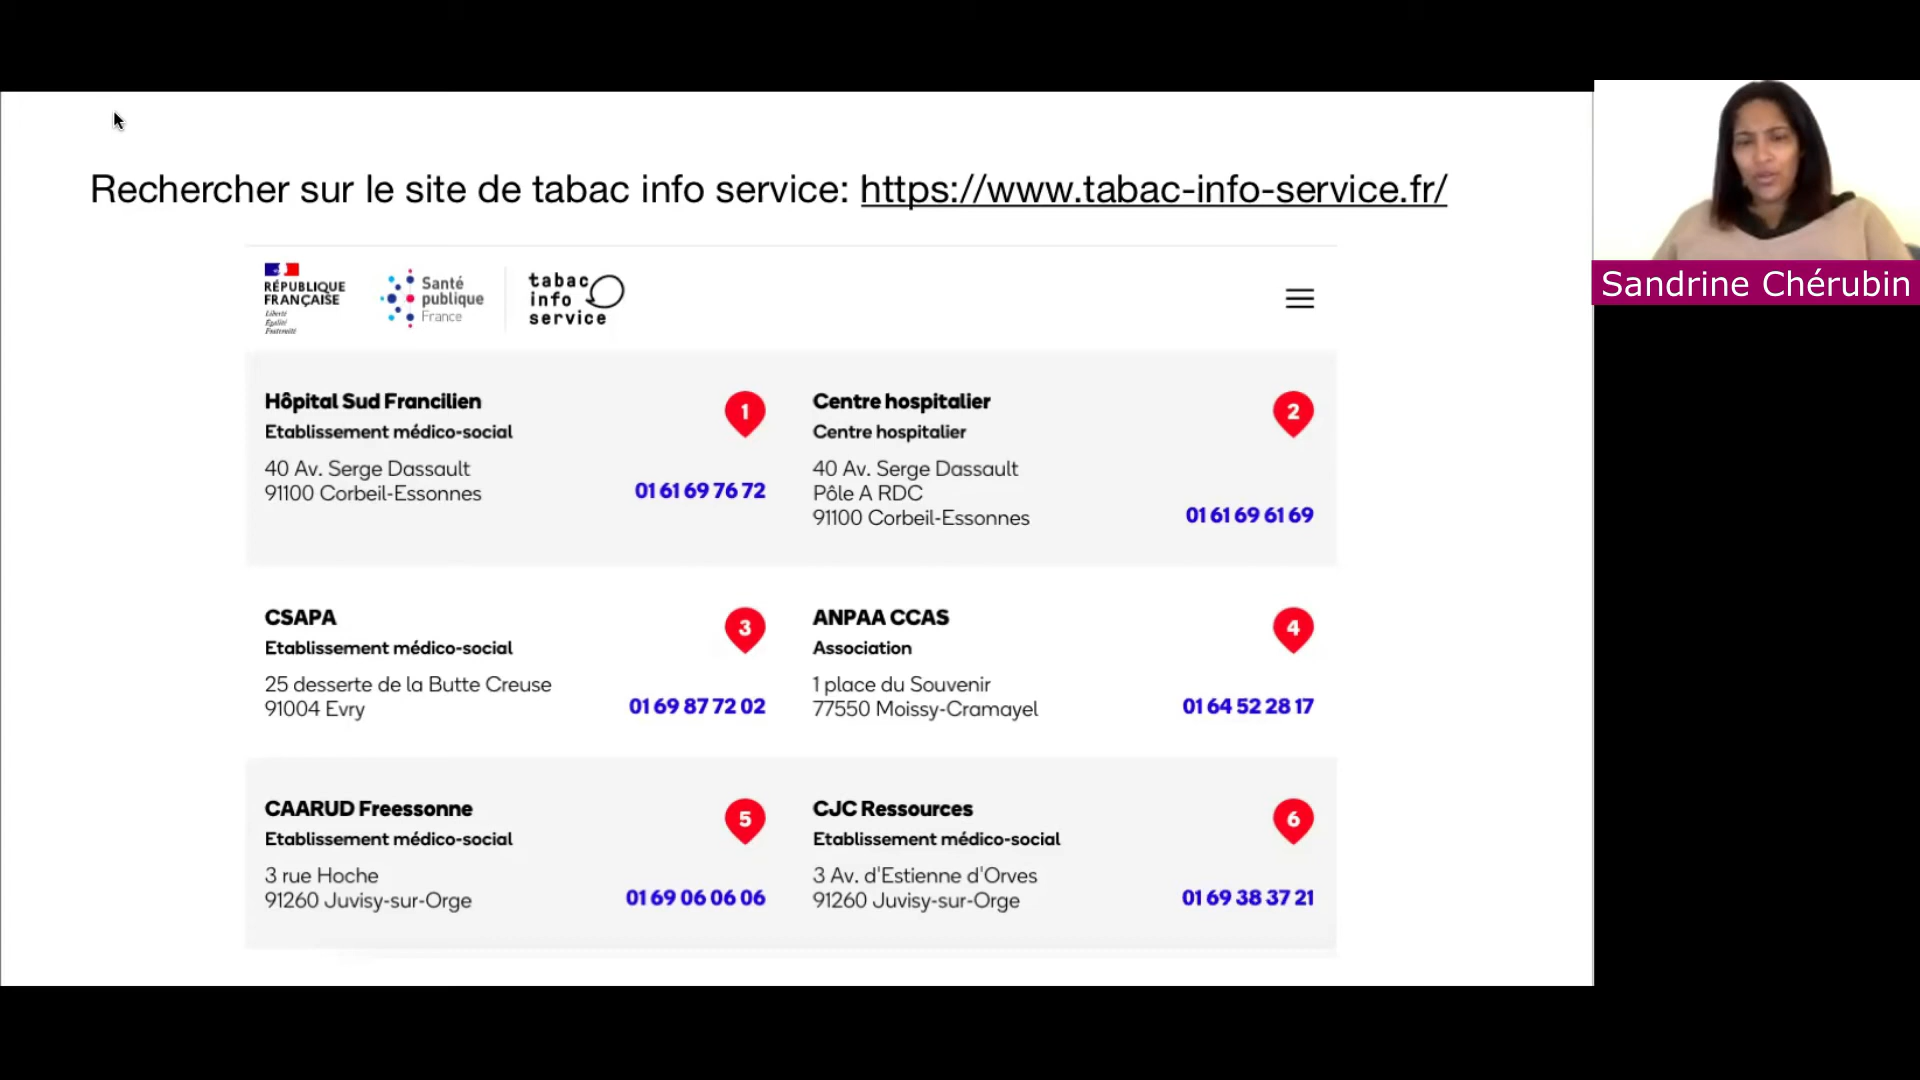 Rechercher sur le site de tabac info service: https://www.tabac-info-service.fr/
Sandrine Chérubin
RÉPUBLIQUE
FRANÇAISE
Liberté
Égalité
Fraternité
Santé
publique
France
tabac
info
service
Hôpital Sud Francilien
Etablissement médico-social
40 Av. Serge Dassault
91100 Corbeil-Essonnes
1
01 61 69 76 72
Centre hospitalier
Centre hospitalier
40 Av. Serge Dassault
Pôle A RDC
91100 Corbeil-Essonnes
2
01 61 69 61 69
CSAPA
Etablissement médico-social
25 desserte de la Butte Creuse
91004 Evry
3
01 69 87 72 02
ANPAA CCAS
Association
1 place du Souvenir
77550 Moissy-Cramayel
4
01 64 52 28 17
CAARUD Freessonne
Etablissement médico-social
3 rue Hoche
91260 Juvisy-sur-Orge
5
01 69 06 06 06
CJC Ressources
Etablissement médico-social
3 Av. d'Estienne d'Orves
91260 Juvisy-sur-Orge
6
01 69 38 37 21